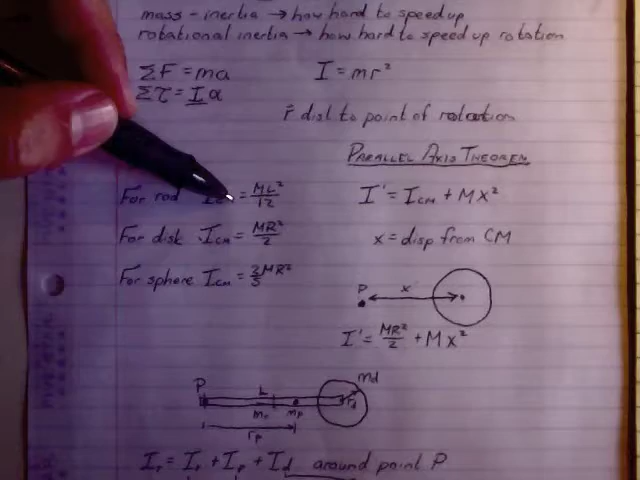 mass - inertia → how hard to speed up
rotational inertia → how hard to speed up rotation
ΣF = ma
I = mr²
Στ = Iα
r⃗ dist to point of rotation
PARALLEL AXIS THEOREM
For rod = ML²/12
I' = Icm + Mx²
For disk Icm = MR²/2
x = disp from CM
For sphere Icm = 2/5 MR²
P x
I' = MR²/2 + Mx²
P L md
mp rd
rp
+ Ip + Id around point P